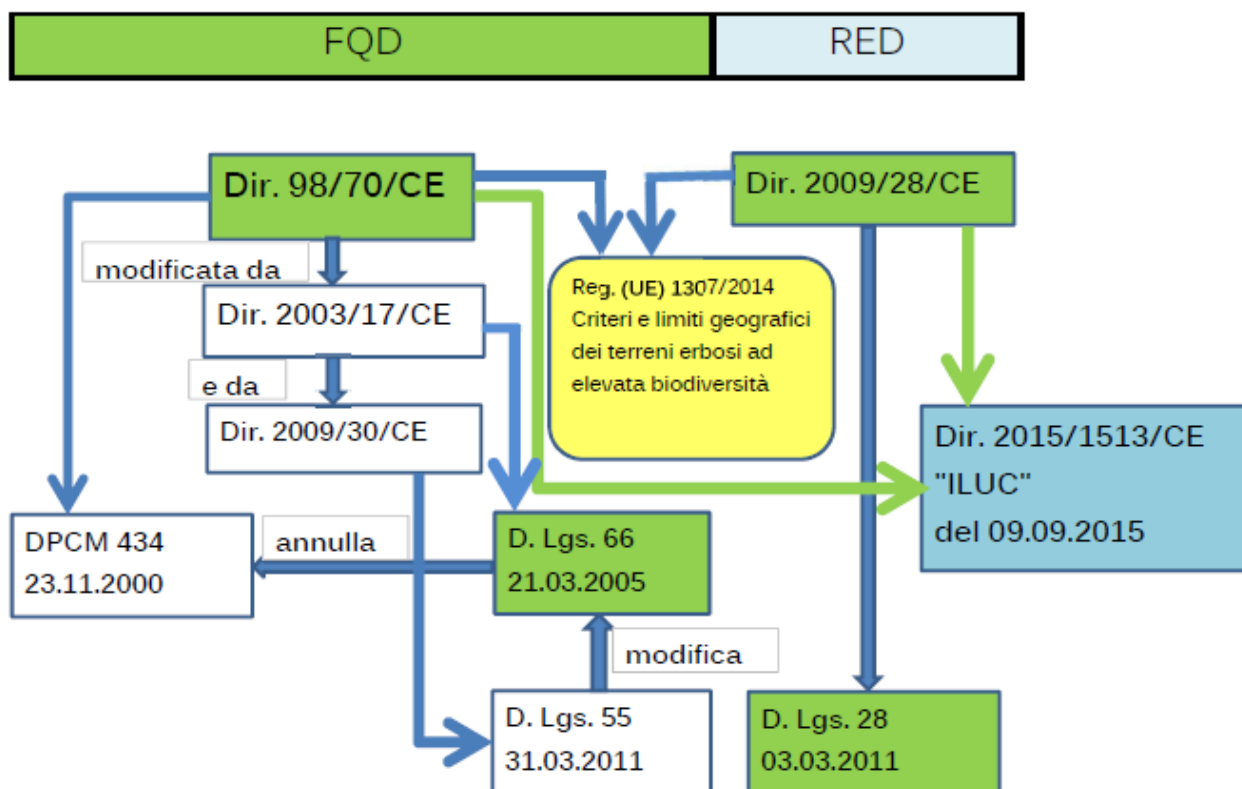 FQD
RED
Dir. 98/70/CE
Dir. 2009/28/CE
modificata da
Reg. (UE) 1307/2014
Criteri e limiti geografici
dei terreni erbosi ad
elevata biodiversità
Dir. 2003/17/CE
e da
Dir. 2009/30/CE
Dir. 2015/1513/CE
"ILUC"
del 09.09.2015
DPCM 434
23.11.2000
annulla
D. Lgs. 66
21.03.2005
modifica
D. Lgs. 55
31.03.2011
D. Lgs. 28
03.03.2011